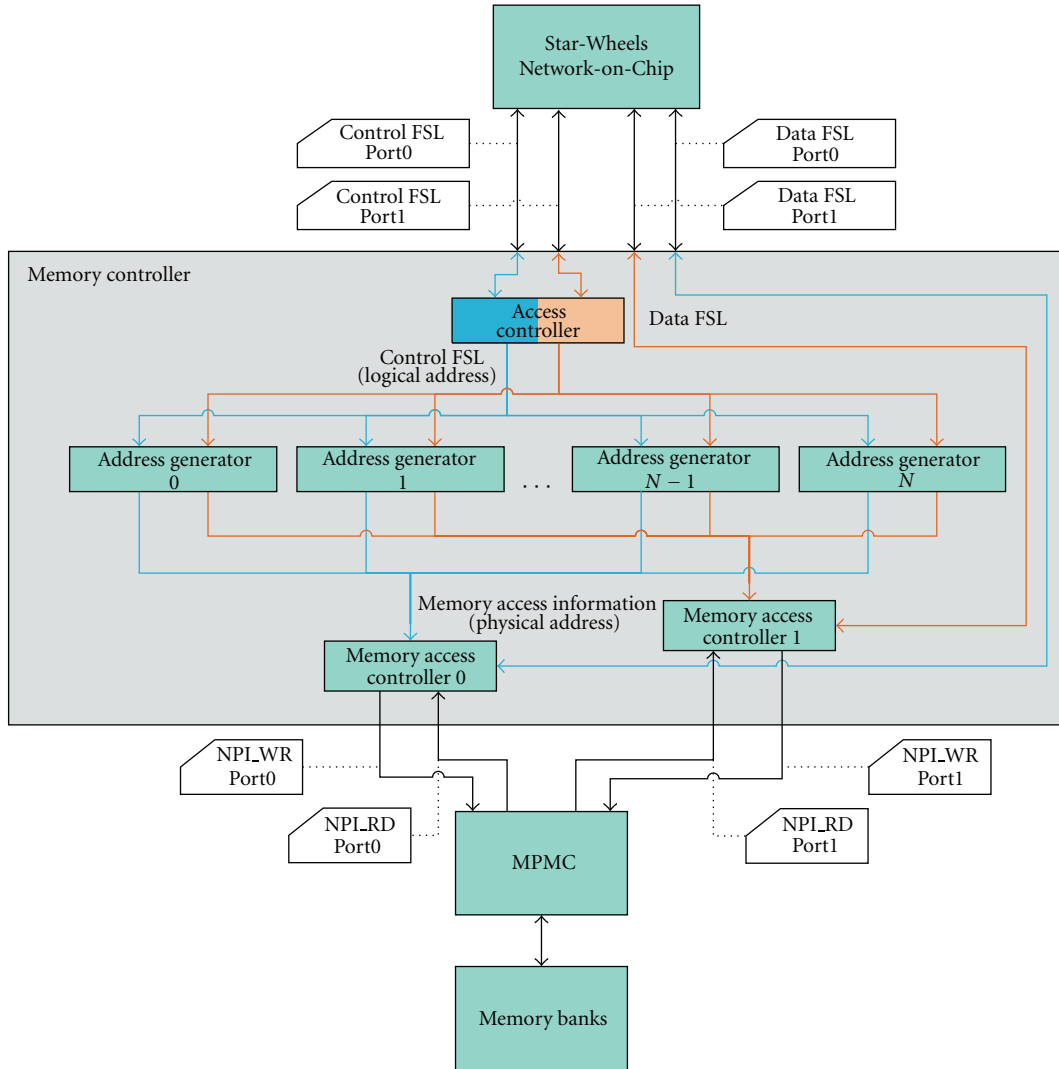 Star-Wheels
Network-on-Chip
Control FSL
Port0
Data FSL
Port0
Control FSL
Port1
Data FSL
Port1
Memory controller
Access
controller
Data FSL
Control FSL
(logical address)
Address generator
0
Address generator
1
. . .
Address generator
N − 1
Address generator
N
Memory access information
(physical address)
Memory access
controller 1
Memory access
controller 0
NPI_WR
Port0
NPI_WR
Port1
NPI_RD
Port0
NPI_RD
Port1
MPMC
Memory banks